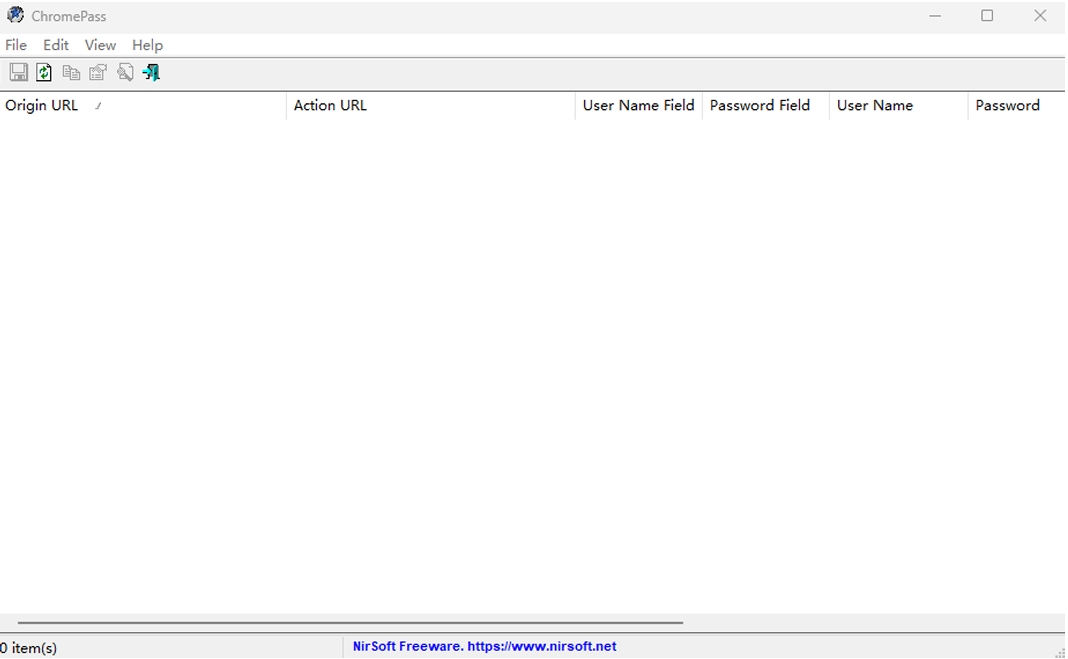 ChromePass
File Edit View Help
Origin URL Action URL User Name Field Password Field User Name Password
0 item(s) NirSoft Freeware. https://www.nirsoft.net